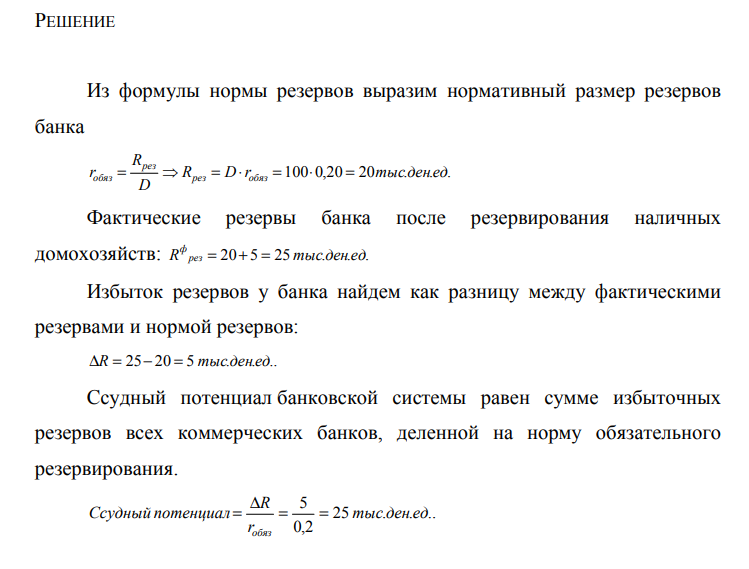 РЕШЕНИЕ
Из формулы нормы резервов выразим нормативный размер резервов
банка
r_обяз = R_рез / D ⇒ R_рез = D · r_обяз = 100 · 0,20 = 20 тыс.ден.ед.
Фактические резервы банка после резервирования наличных
домохозяйств: R^ф_рез = 20 + 5 = 25 тыс.ден.ед.
Избыток резервов у банка найдем как разницу между фактическими
резервами и нормой резервов:
ΔR = 25 − 20 = 5 тыс.ден.ед..
Ссудный потенциал банковской системы равен сумме избыточных
резервов всех коммерческих банков, деленной на норму обязательного
резервирования.
Ссудный потенциал = ΔR / r_обяз = 5 / 0,2 = 25 тыс.ден.ед..